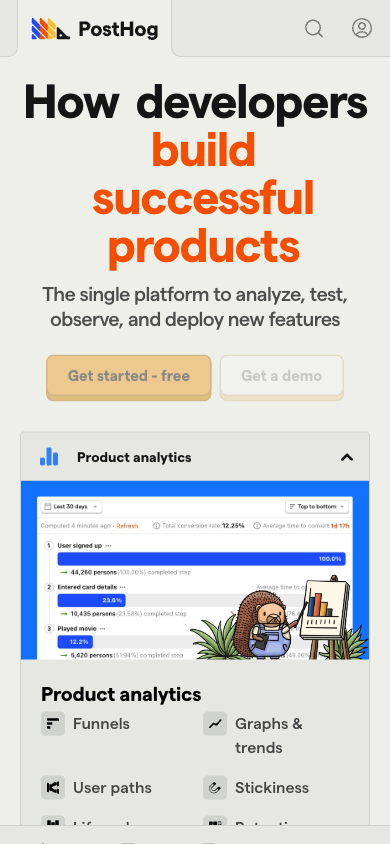 PostHog
How developers
build
successful
products
The single platform to analyze, test,
observe, and deploy new features
Get started - free
Get a demo
Product analytics
Last 30 days
Top to bottom
Computed 4 minutes ago • Refresh
Total conversion rate: 12.25%
Average time to convert 1d 17h
1 User signed up
100.0%
→ 44,260 persons (100.00%) completed step
2 Entered card details
Average time
23.8%
→ 10,435 persons (23.58%) completed step
3 Played movie
12.2%
→ 5,420 persons (51.94%) completed step
Product analytics
Funnels
Graphs &
trends
User paths
Stickiness